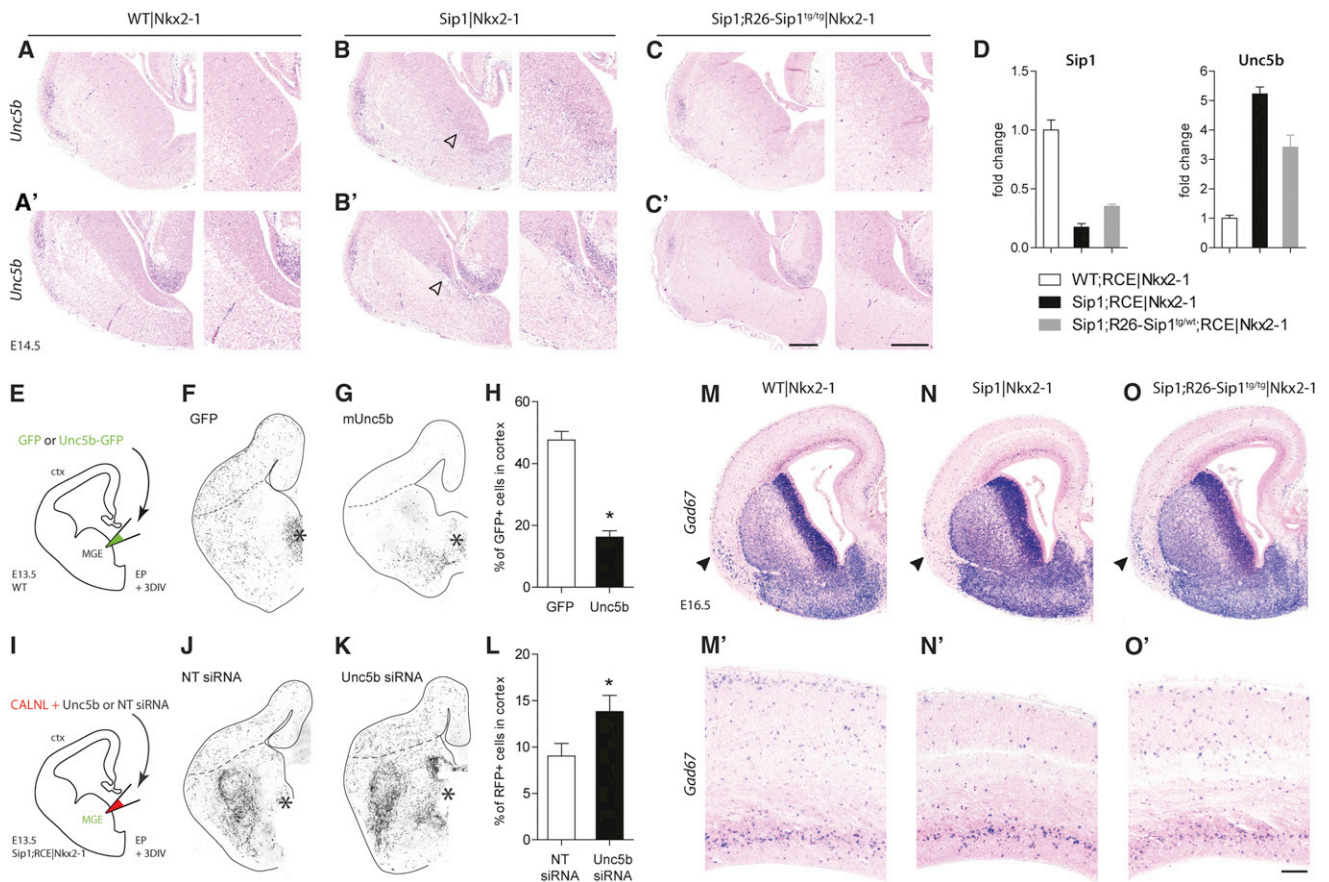 WT|Nkx2-1
Sip1|Nkx2-1
Sip1;R26-Sip1tg/tg|Nkx2-1
A
B
C
D
Unc5b
Sip1
Unc5b
fold change
1.5
1.0
0.5
0.0
fold change
6
5
4
3
2
1
0
A'
B'
C'
Unc5b
E14.5
WT;RCE|Nkx2-1
Sip1;RCE|Nkx2-1
Sip1;R26-Sip1tg/wt;RCE|Nkx2-1
E
GFP or Unc5b-GFP
ctx
MGE
E13.5
WT
EP
+ 3DIV
F
GFP
*
G
mUnc5b
*
H
% of GFP+ cells in cortex
60
40
20
0
*
GFP
Unc5b
I
CALNL + Unc5b or NT siRNA
ctx
MGE
E13.5
Sip1;RCE|Nkx2-1
EP
+ 3DIV
J
NT siRNA
*
K
Unc5b siRNA
*
L
% of RFP+ cells in cortex
20
15
10
5
0
*
NT
siRNA
Unc5b
siRNA
M
WT|Nkx2-1
N
Sip1|Nkx2-1
O
Sip1;R26-Sip1tg/tg|Nkx2-1
Gad67
E16.5
M'
N'
O'
Gad67